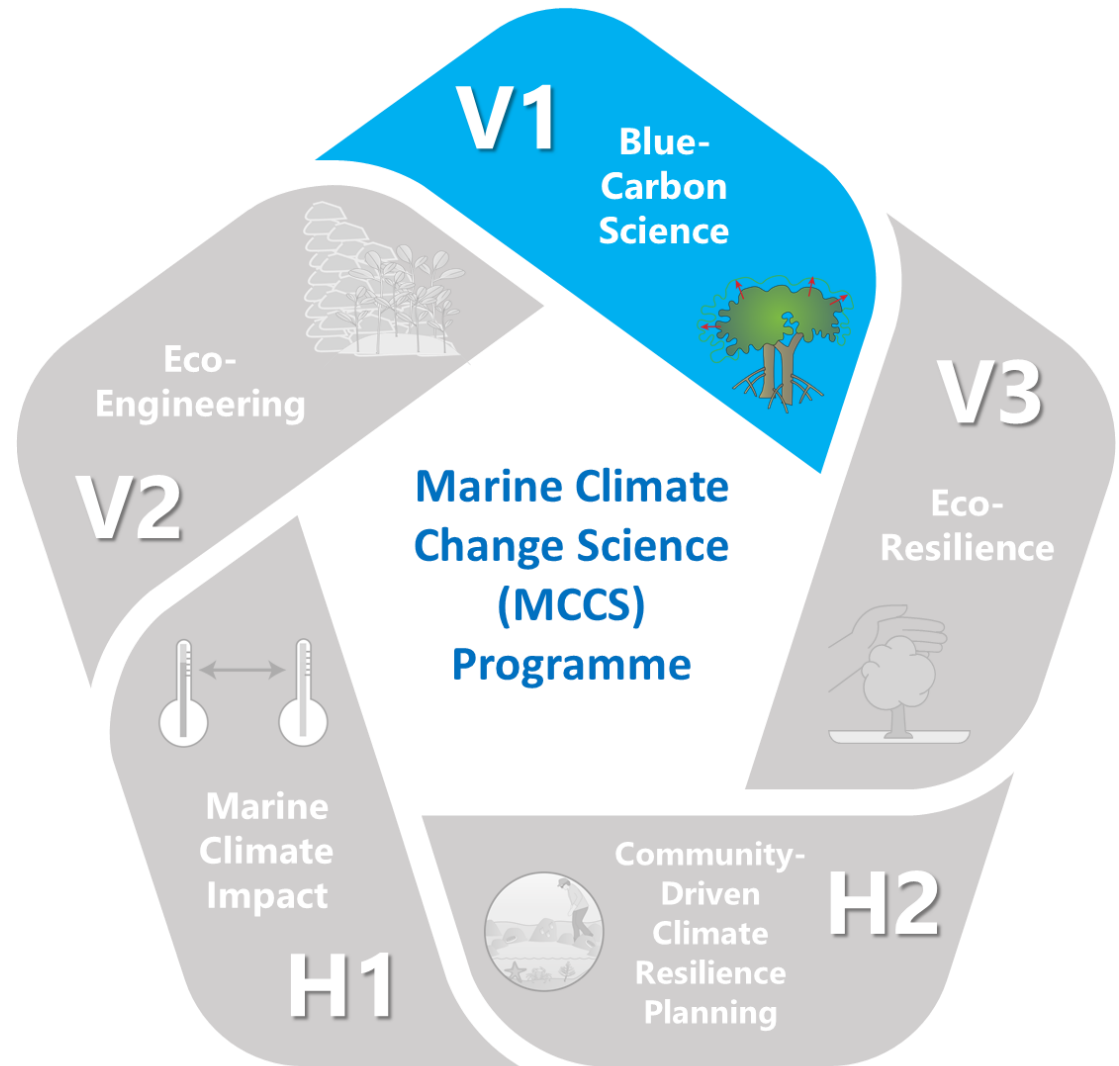 V1
Blue-
Carbon
Science
Eco-
Engineering
V2
V3
Eco-
Resilience
Marine Climate
Change Science
(MCCS)
Programme
Marine
Climate
Impact
H1
Community-
Driven
Climate
Resilience
Planning
H2